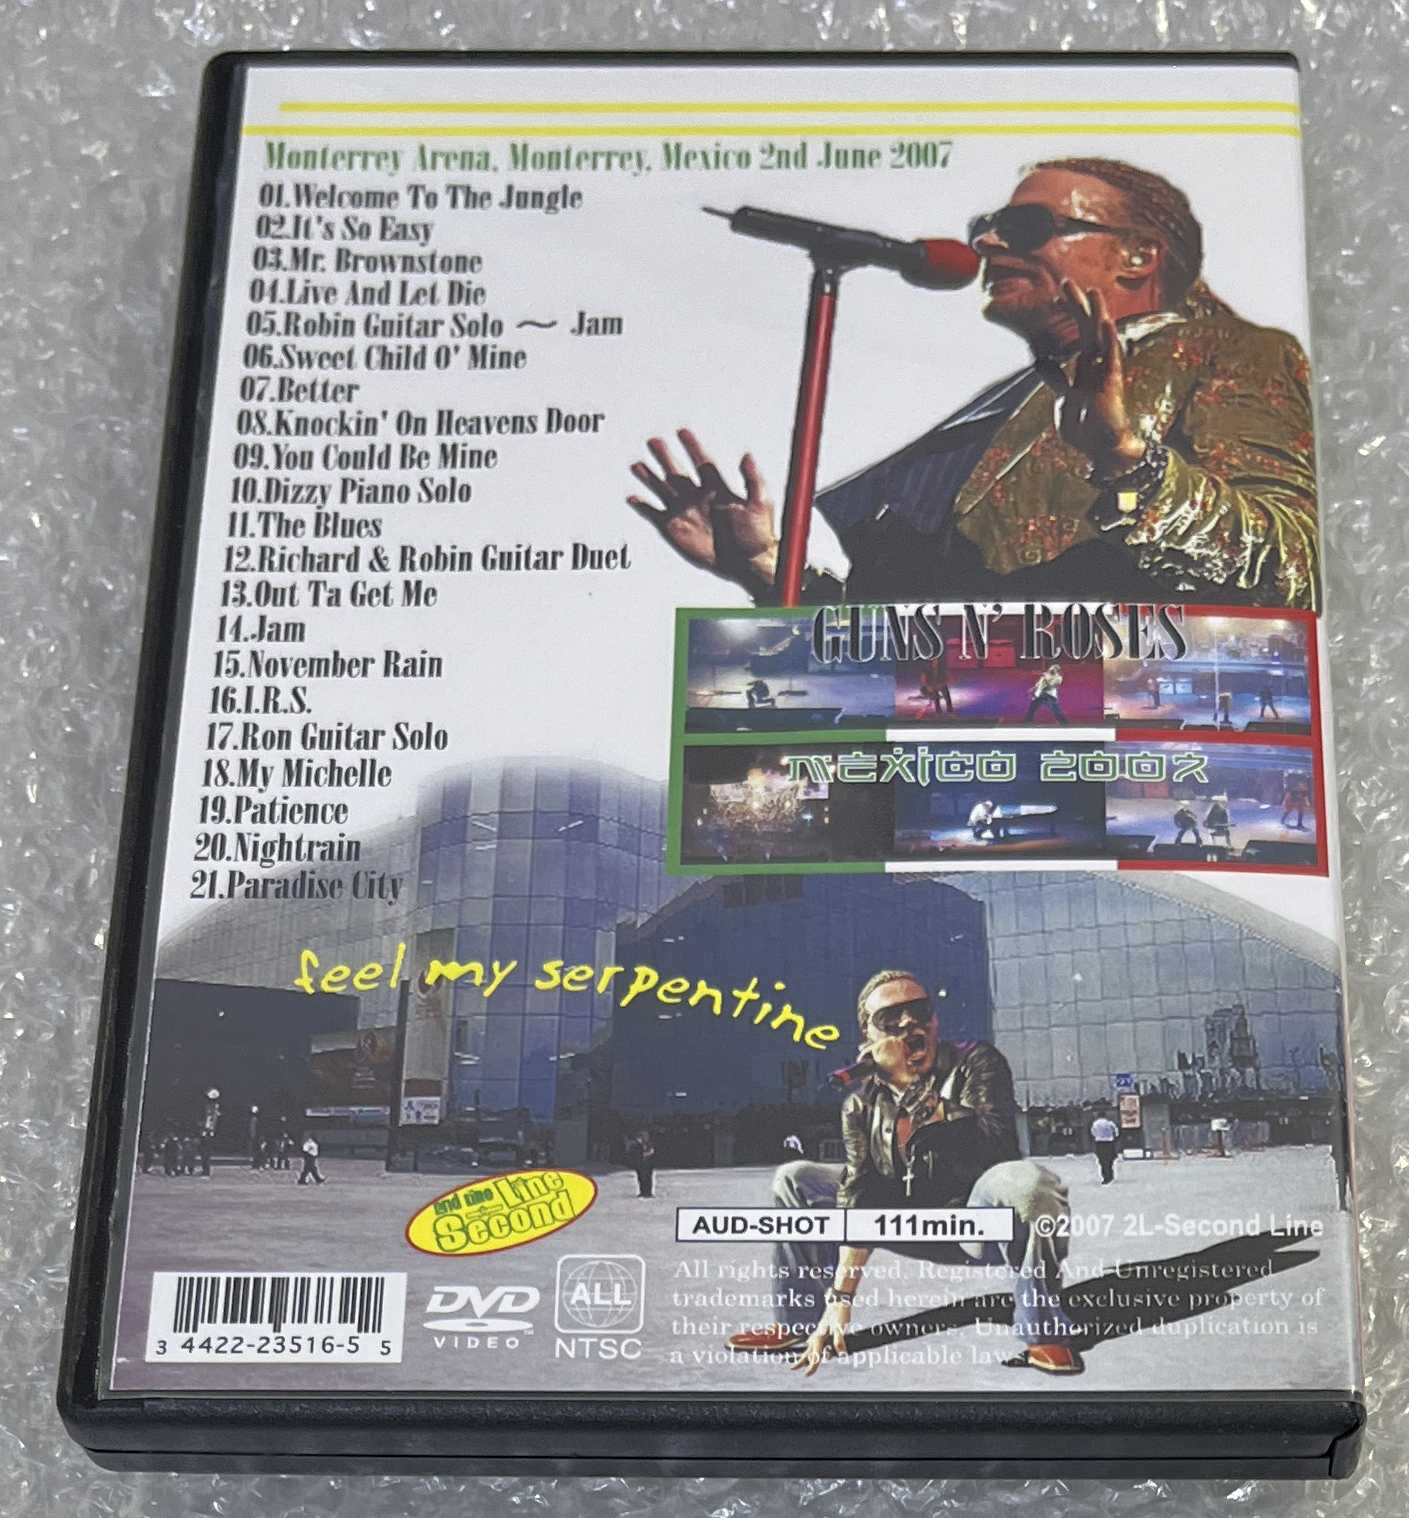 Monterrey Arena, Monterrey, Mexico 2nd June 2007
01.Welcome To The Jungle
02.It's So Easy
03.Mr. Brownstone
04.Live And Let Die
05.Robin Guitar Solo ～ Jam
06.Sweet Child O' Mine
07.Better
08.Knockin' On Heavens Door
09.You Could Be Mine
10.Dizzy Piano Solo
11.The Blues
12.Richard & Robin Guitar Duet
13.Out Ta Get Me
14.Jam
15.November Rain
16.I.R.S.
17.Ron Guitar Solo
18.My Michelle
19.Patience
20.Nightrain
21.Paradise City
GUNS N' ROSES
MEXICO 2007
feel my serpentine
2nd Line
Line
Second
AUD-SHOT 111min. ©2007 2L-Second Line
All rights reserved. Registered And Unregistered
trademarks used herein are the exclusive property of
their respective owners. Unauthorized duplication is
a violation of applicable laws.
3 4422-23516-5 5
DVD
VIDEO
ALL
NTSC